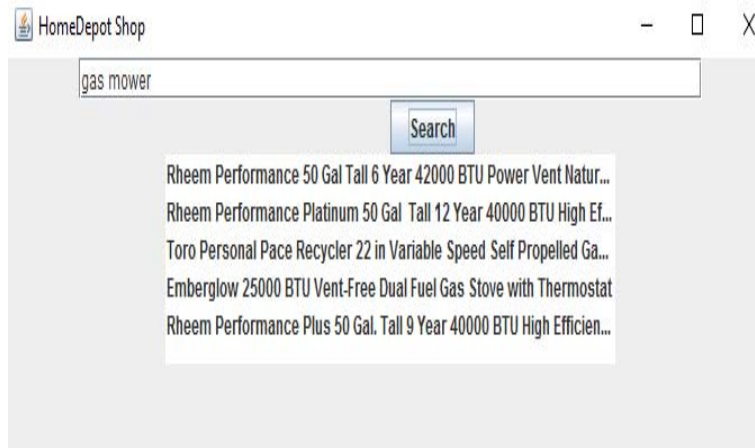 HomeDepot Shop
gas mower
Search
Rheem Performance 50 Gal Tall 6 Year 42000 BTU Power Vent Natur...
Rheem Performance Platinum 50 Gal Tall 12 Year 40000 BTU High Ef...
Toro Personal Pace Recycler 22 in Variable Speed Self Propelled Ga...
Emberglow 25000 BTU Vent-Free Dual Fuel Gas Stove with Thermostat
Rheem Performance Plus 50 Gal. Tall 9 Year 40000 BTU High Efficien...